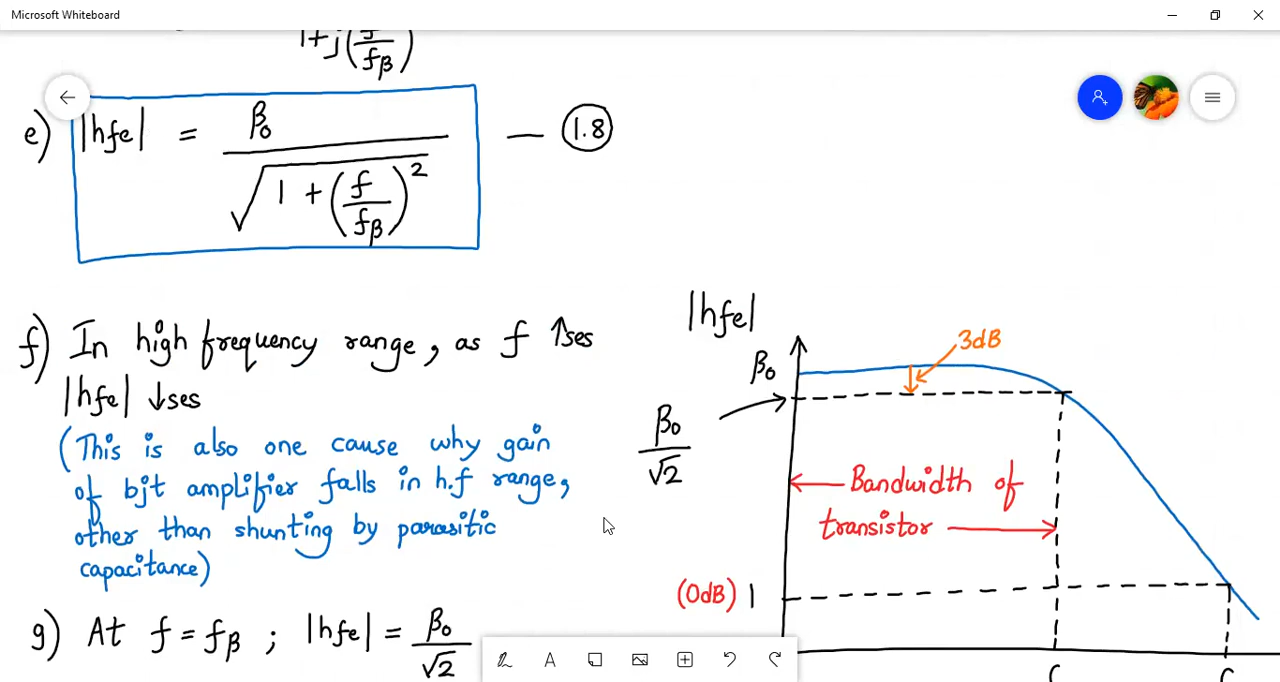 Microsoft Whiteboard
1+j(f/fβ)
e) |hfe| = β₀ / √(1 + (f/fβ)²) — (1.8)
f) In high frequency range, as f ↑ses
|hfe| ↓ses
(This is also one cause why gain
of bjt amplifier falls in h.f range,
other than shunting by parasitic
capacitance)
g) At f = fβ ; |hfe| = β₀/√2
|hfe|
3dB
β₀
β₀/√2
Bandwidth of
transistor
(0dB) 1